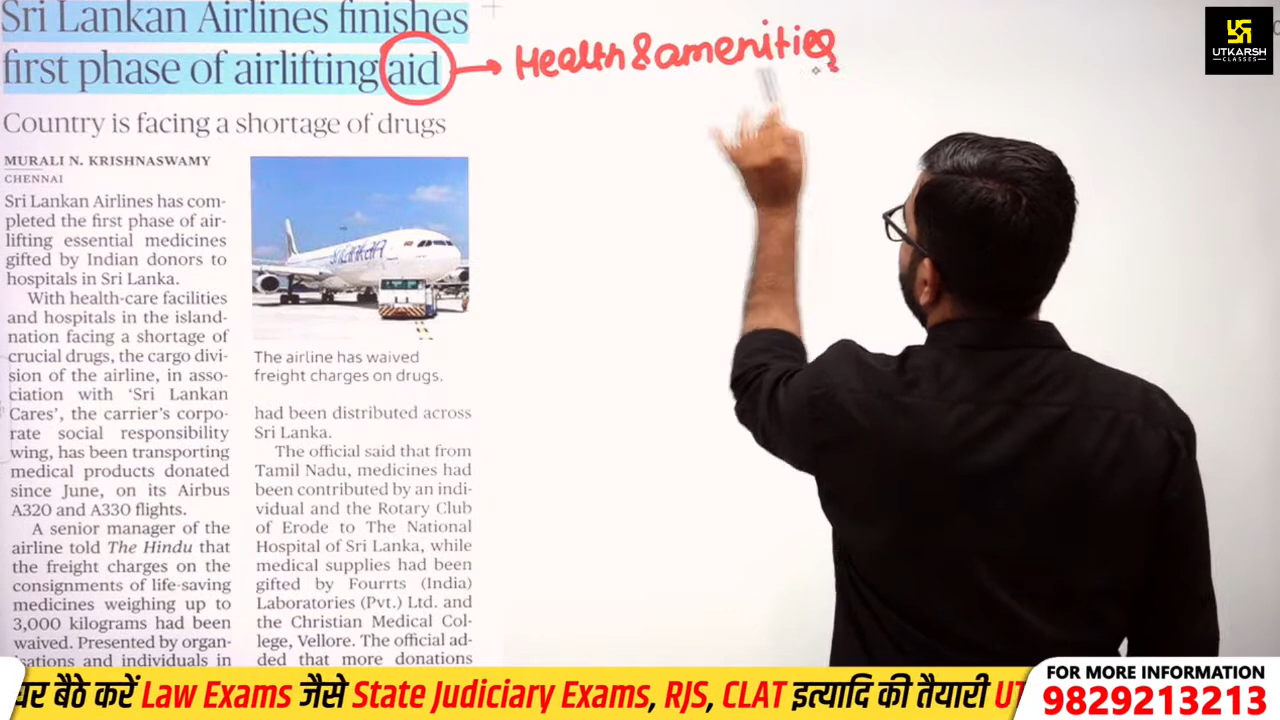 Sri Lankan Airlines finishes
first phase of airlifting aid
Health & amenities
Country is facing a shortage of drugs
MURALI N. KRISHNASWAMY
CHENNAI
Sri Lankan Airlines has com-
pleted the first phase of air-
lifting essential medicines
gifted by Indian donors to
hospitals in Sri Lanka.
With health-care facilities
and hospitals in the island-
nation facing a shortage of
crucial drugs, the cargo divi-
sion of the airline, in asso-
ciation with ‘Sri Lankan
Cares’, the carrier’s corpo-
rate social responsibility
wing, has been transporting
medical products donated
since June, on its Airbus
A320 and A330 flights.
A senior manager of the
airline told The Hindu that
the freight charges on the
consignments of life-saving
medicines weighing up to
3,000 kilograms had been
waived. Presented by organ-
isations and individuals in
SriLankan
The airline has waived
freight charges on drugs.
had been distributed across
Sri Lanka.
The official said that from
Tamil Nadu, medicines had
been contributed by an indi-
vidual and the Rotary Club
of Erode to The National
Hospital of Sri Lanka, while
medical supplies had been
gifted by Fourrts (India)
Laboratories (Pvt.) Ltd. and
the Christian Medical Col-
lege, Vellore. The official ad-
ded that more donations
UTKARSH
CLASSES
घर बैठे करें Law Exams जैसे State Judiciary Exams, RJS, CLAT इत्यादि की तैयारी UT
FOR MORE INFORMATION
9829213213